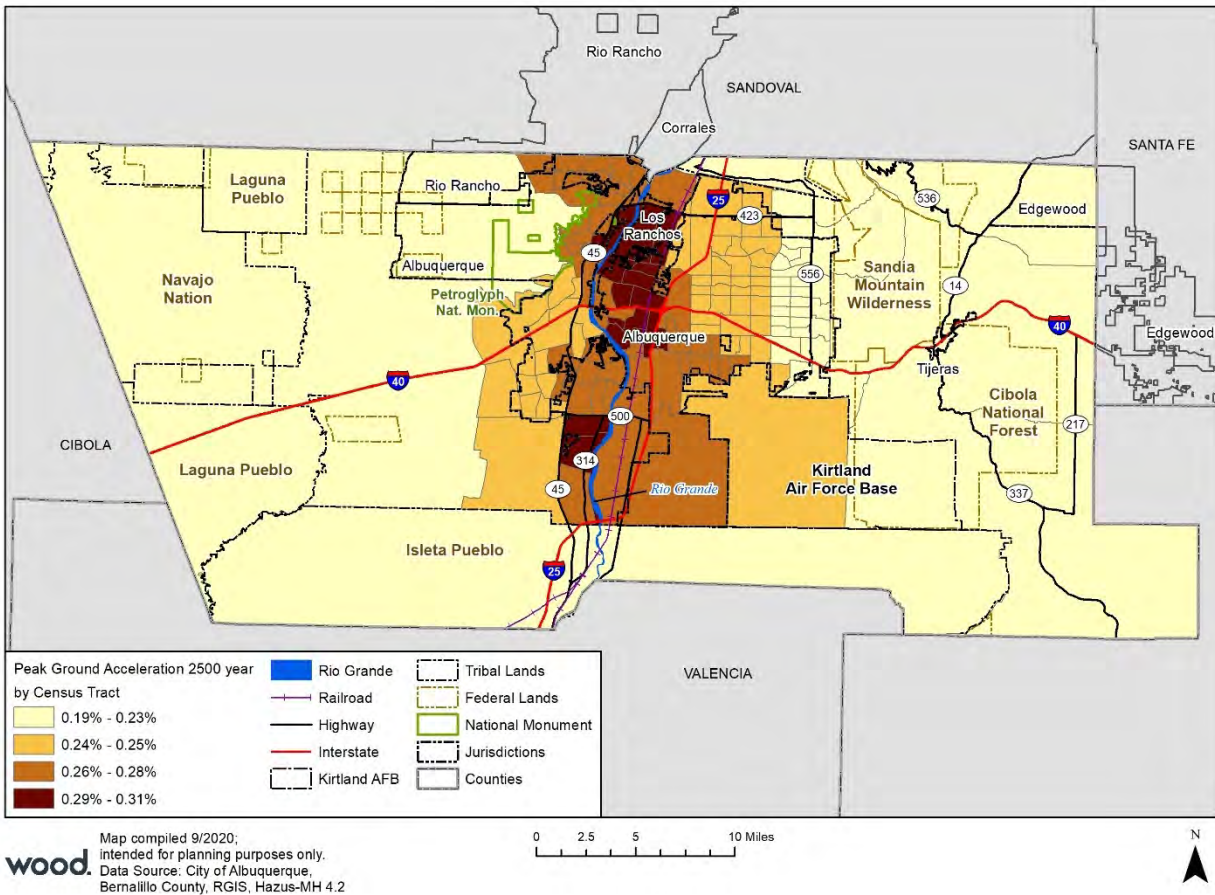 Rio Rancho
SANDOVAL
Corrales
SANTA FE
Laguna
Pueblo
Rio Rancho
25
536
Edgewood
423
Los
Ranchos
45
Navajo
Nation
Albuquerque
556
Sandia
Mountain
Wilderness
14
Petroglyph
Nat. Mon.
40
Edgewood
Albuquerque
Tijeras
40
Cibola
National
Forest
217
CIBOLA
500
Laguna Pueblo
314
45
Rio Grande
Kirtland
Air Force Base
337
Isleta Pueblo
25
VALENCIA
Peak Ground Acceleration 2500 year
by Census Tract
0.19% - 0.23%
0.24% - 0.25%
0.26% - 0.28%
0.29% - 0.31%
Rio Grande
Railroad
Highway
Interstate
Kirtland AFB
Tribal Lands
Federal Lands
National Monument
Jurisdictions
Counties
wood.
Map compiled 9/2020;
intended for planning purposes only.
Data Source: City of Albuquerque,
Bernalillo County, RGIS, Hazus-MH 4.2
0 2.5 5 10 Miles
N